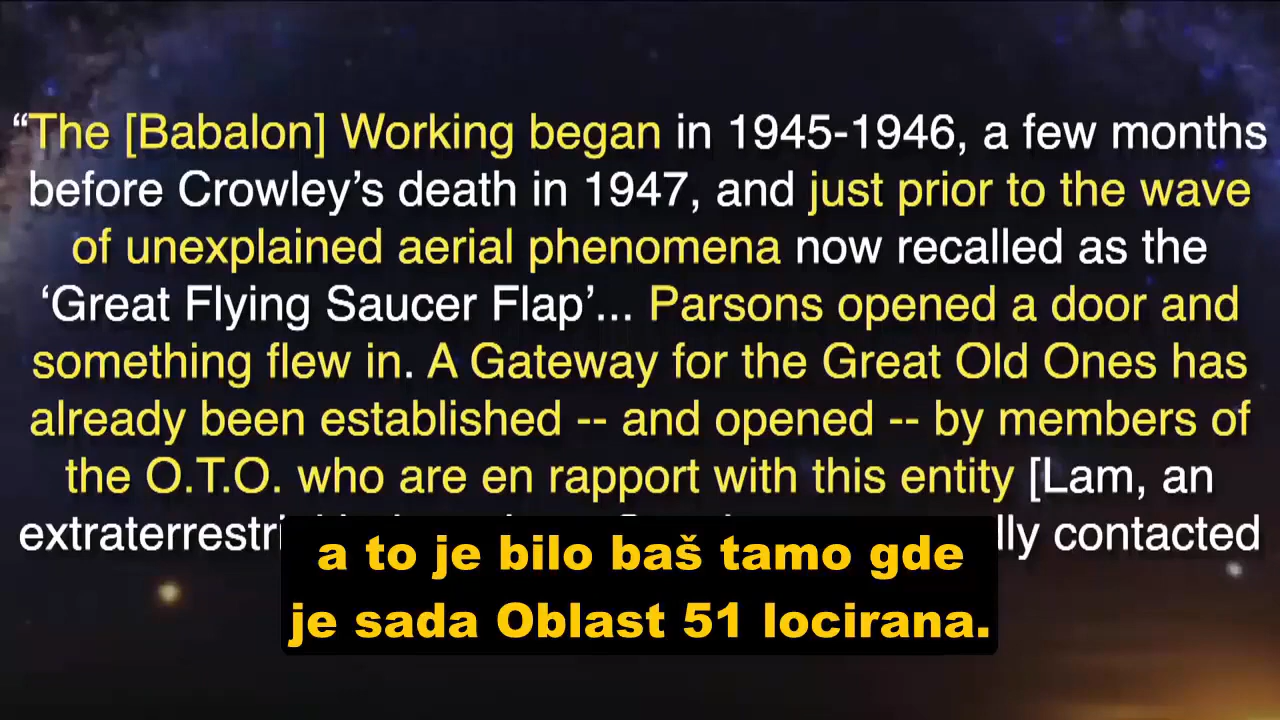 “The [Babalon] Working began in 1945-1946, a few months
before Crowley’s death in 1947, and just prior to the wave
of unexplained aerial phenomena now recalled as the
‘Great Flying Saucer Flap’... Parsons opened a door and
something flew in. A Gateway for the Great Old Ones has
already been established -- and opened -- by members of
the O.T.O. who are en rapport with this entity [Lam, an
contacted
a to je bilo baš tamo gde
je sada Oblast 51 locirana.